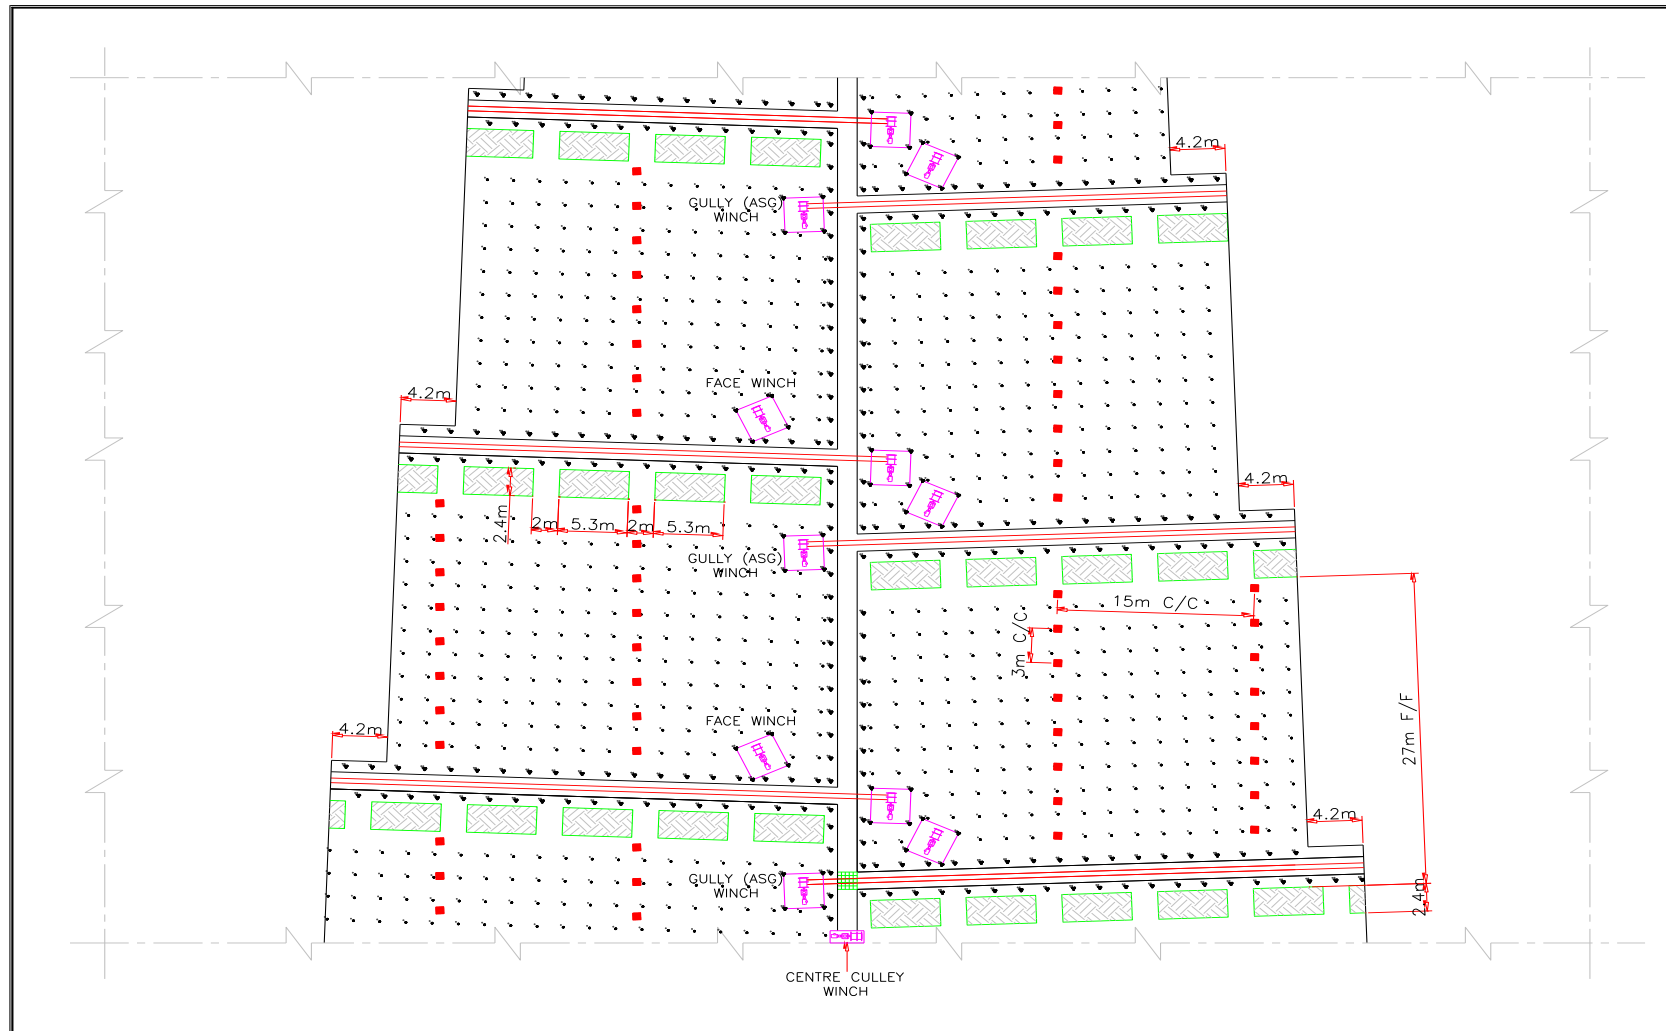 4.2m
GULLY (ASG)
WINCH
FACE WINCH
4.2m
4.2m
2.4m
2m
5.3m
2m
5.3m
GULLY (ASG)
WINCH
15m C/C
3m C/C
27m F/F
FACE WINCH
4.2m
4.2m
GULLY (ASG)
WINCH
2.4m
CENTRE CULLEY
WINCH